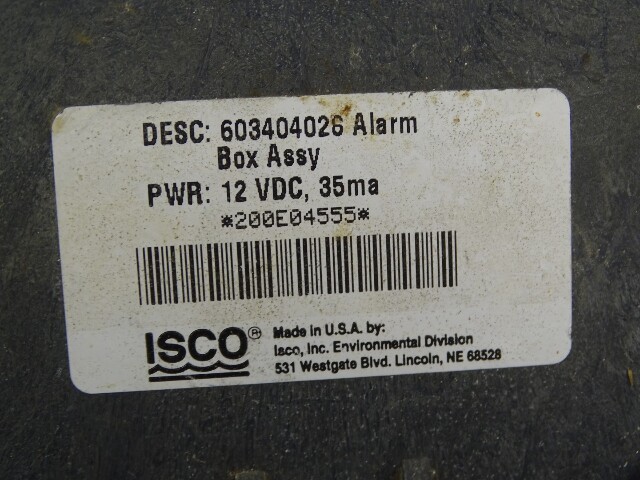 DESC: 603404026 Alarm
Box Assy
PWR: 12 VDC, 35ma
*200E04555*
ISCO®
Made in U.S.A. by:
Isco, Inc. Environmental Division
531 Westgate Blvd. Lincoln, NE 68528